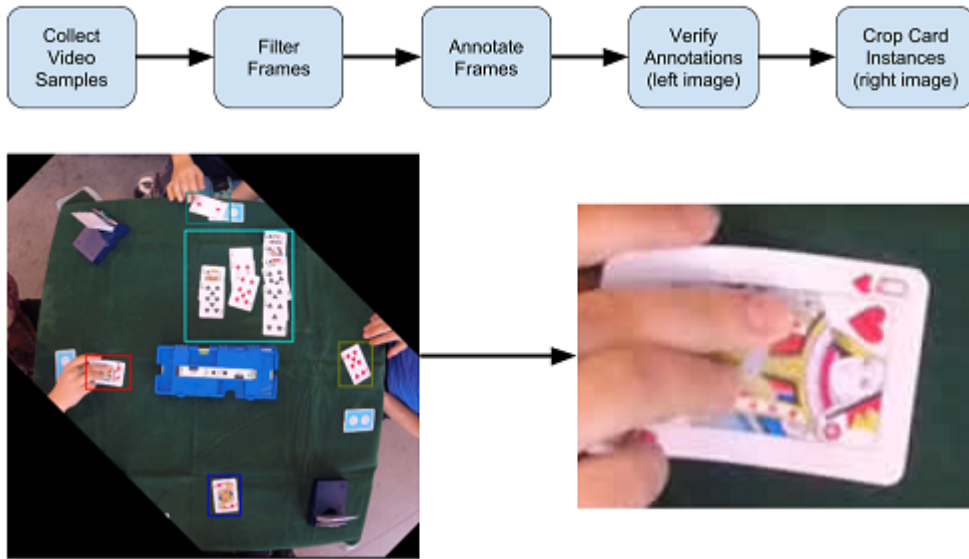 Collect
Video
Samples
Filter
Frames
Annotate
Frames
Verify
Annotations
(left image)
Crop Card
Instances
(right image)
Q